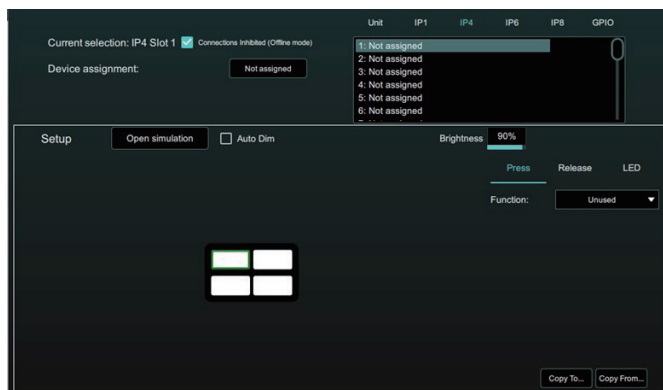 Unit IP1 IP4 IP6 IP8 GPIO
Current selection: IP4 Slot 1 Connections Inhibited (Offline mode)
Device assignment: Not assigned
1: Not assigned
2: Not assigned
3: Not assigned
4: Not assigned
5: Not assigned
6: Not assigned
Setup Open simulation Auto Dim Brightness 90%
Press Release LED
Function: Unused
Copy To... Copy From...